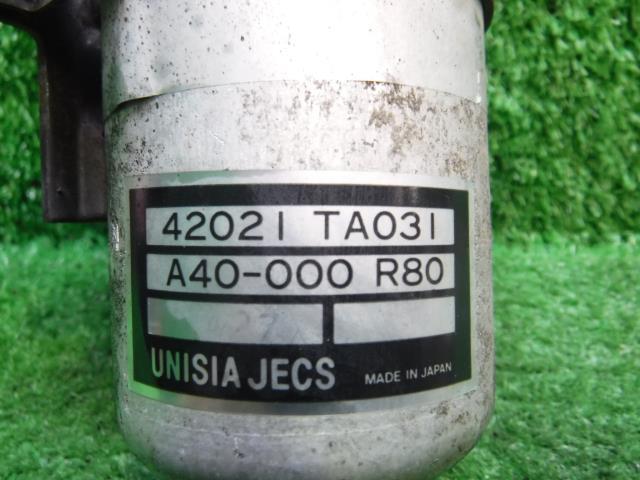 42021 TA031
A40-000 R80
UNISIA JECS MADE IN JAPAN